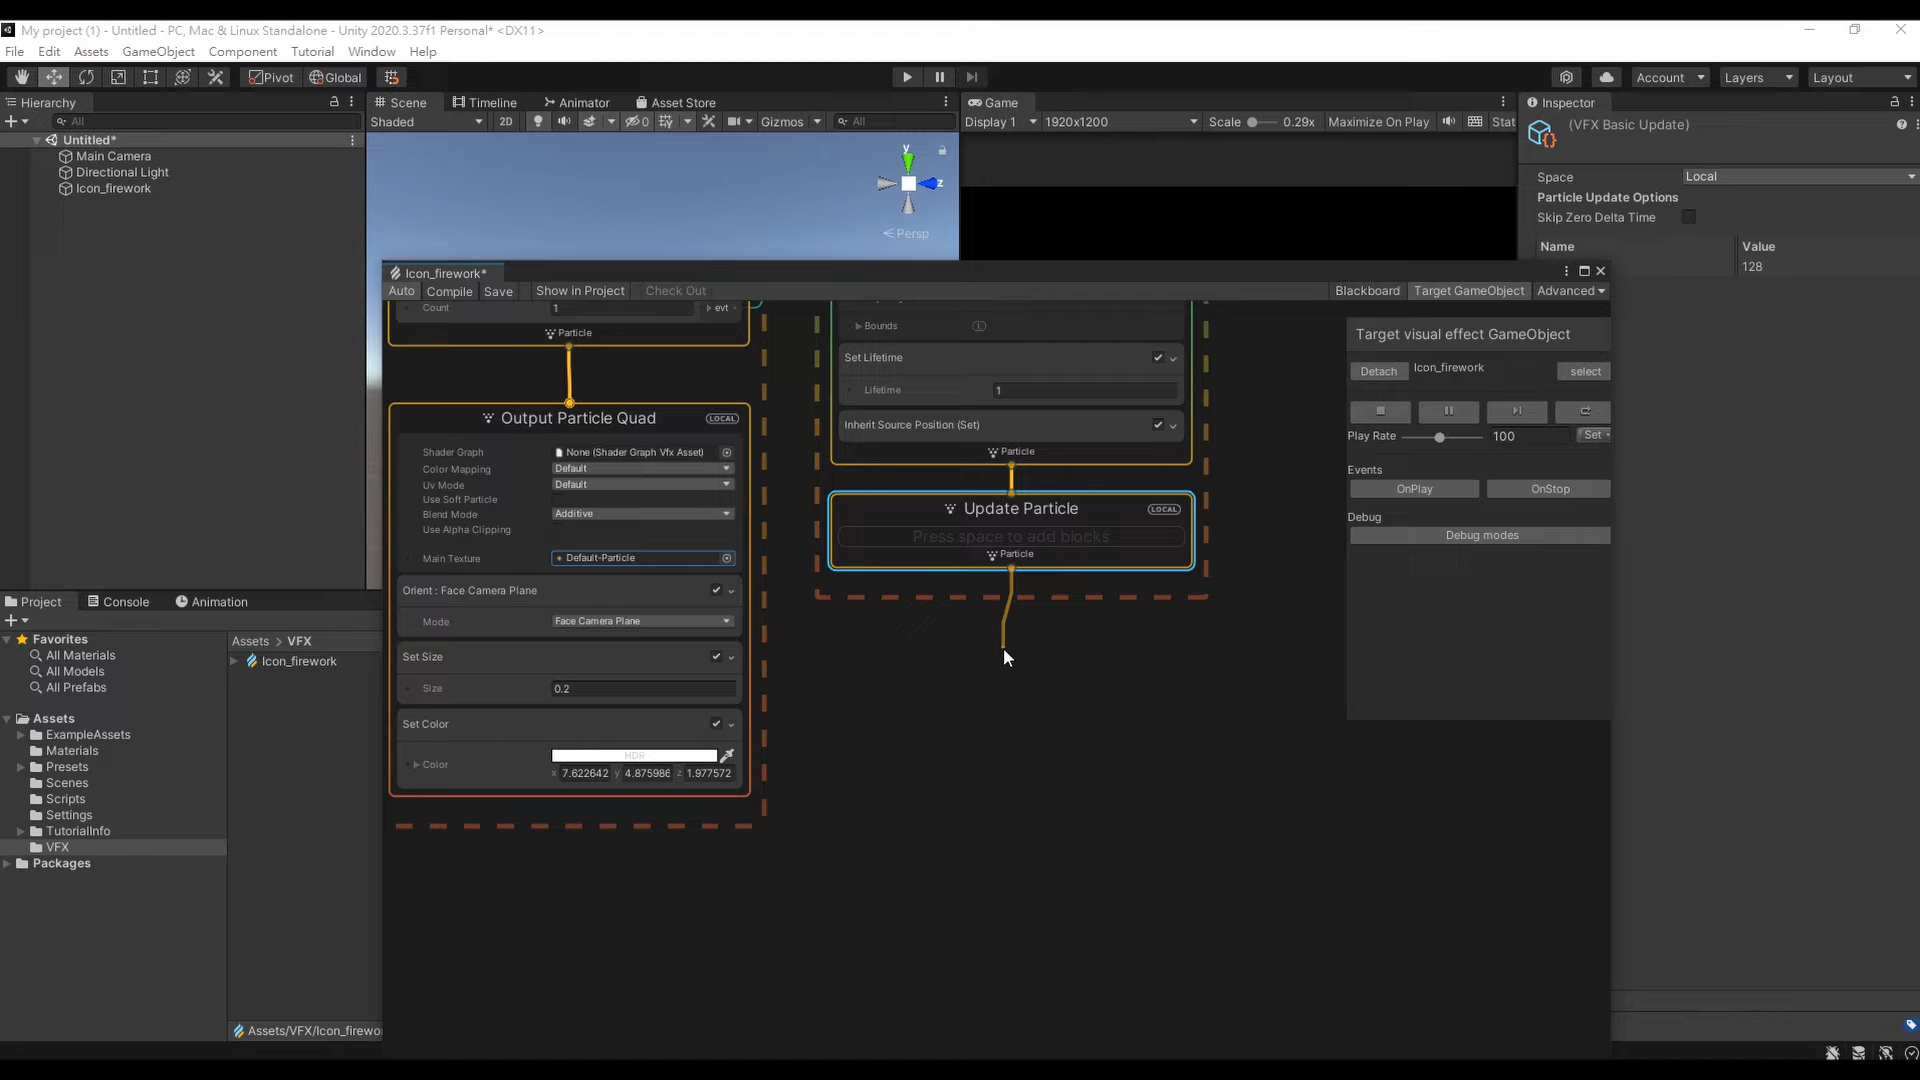 My project (1) - Untitled - PC, Mac & Linux Standalone - Unity 2020.3.37f1 Personal* <DX11>
File Edit Assets GameObject Component Tutorial Window Help
Pivot Global Account Layers Layout
Hierarchy
All
Untitled*
Main Camera
Directional Light
Icon_firework
Scene Timeline Animator Asset Store
Shaded 2D 0 Gizmos All
y
z
< Persp
Game
Display 1 1920x1200 Scale 0.29x Maximize On Play Stat
Inspector
(VFX Basic Update)
Space Local
Particle Update Options
Skip Zero Delta Time
Name Value
128
Icon_firework*
Auto Compile Save Show in Project Check Out Blackboard Target GameObject Advanced
Count 1 evt
Particle
Output Particle Quad LOCAL
Shader Graph None (Shader Graph Vfx Asset)
Color Mapping Default
Uv Mode Default
Use Soft Particle
Blend Mode Additive
Use Alpha Clipping
Main Texture Default-Particle
Orient : Face Camera Plane
Mode Face Camera Plane
Set Size
Size 0.2
Set Color
HDR
Color x 7.622642 y 4.875986 z 1.977572
Bounds L
Set Lifetime
Lifetime 1
Inherit Source Position (Set)
Particle
Update Particle LOCAL
Press space to add blocks
Particle
Target visual effect GameObject
Detach Icon_firework select
Play Rate 100 Set
Events
OnPlay OnStop
Debug
Debug modes
Project Console Animation
Favorites
All Materials
All Models
All Prefabs
Assets
ExampleAssets
Materials
Presets
Scenes
Scripts
Settings
TutorialInfo
VFX
Packages
Assets > VFX
Icon_firework
Assets/VFX/Icon_firewo